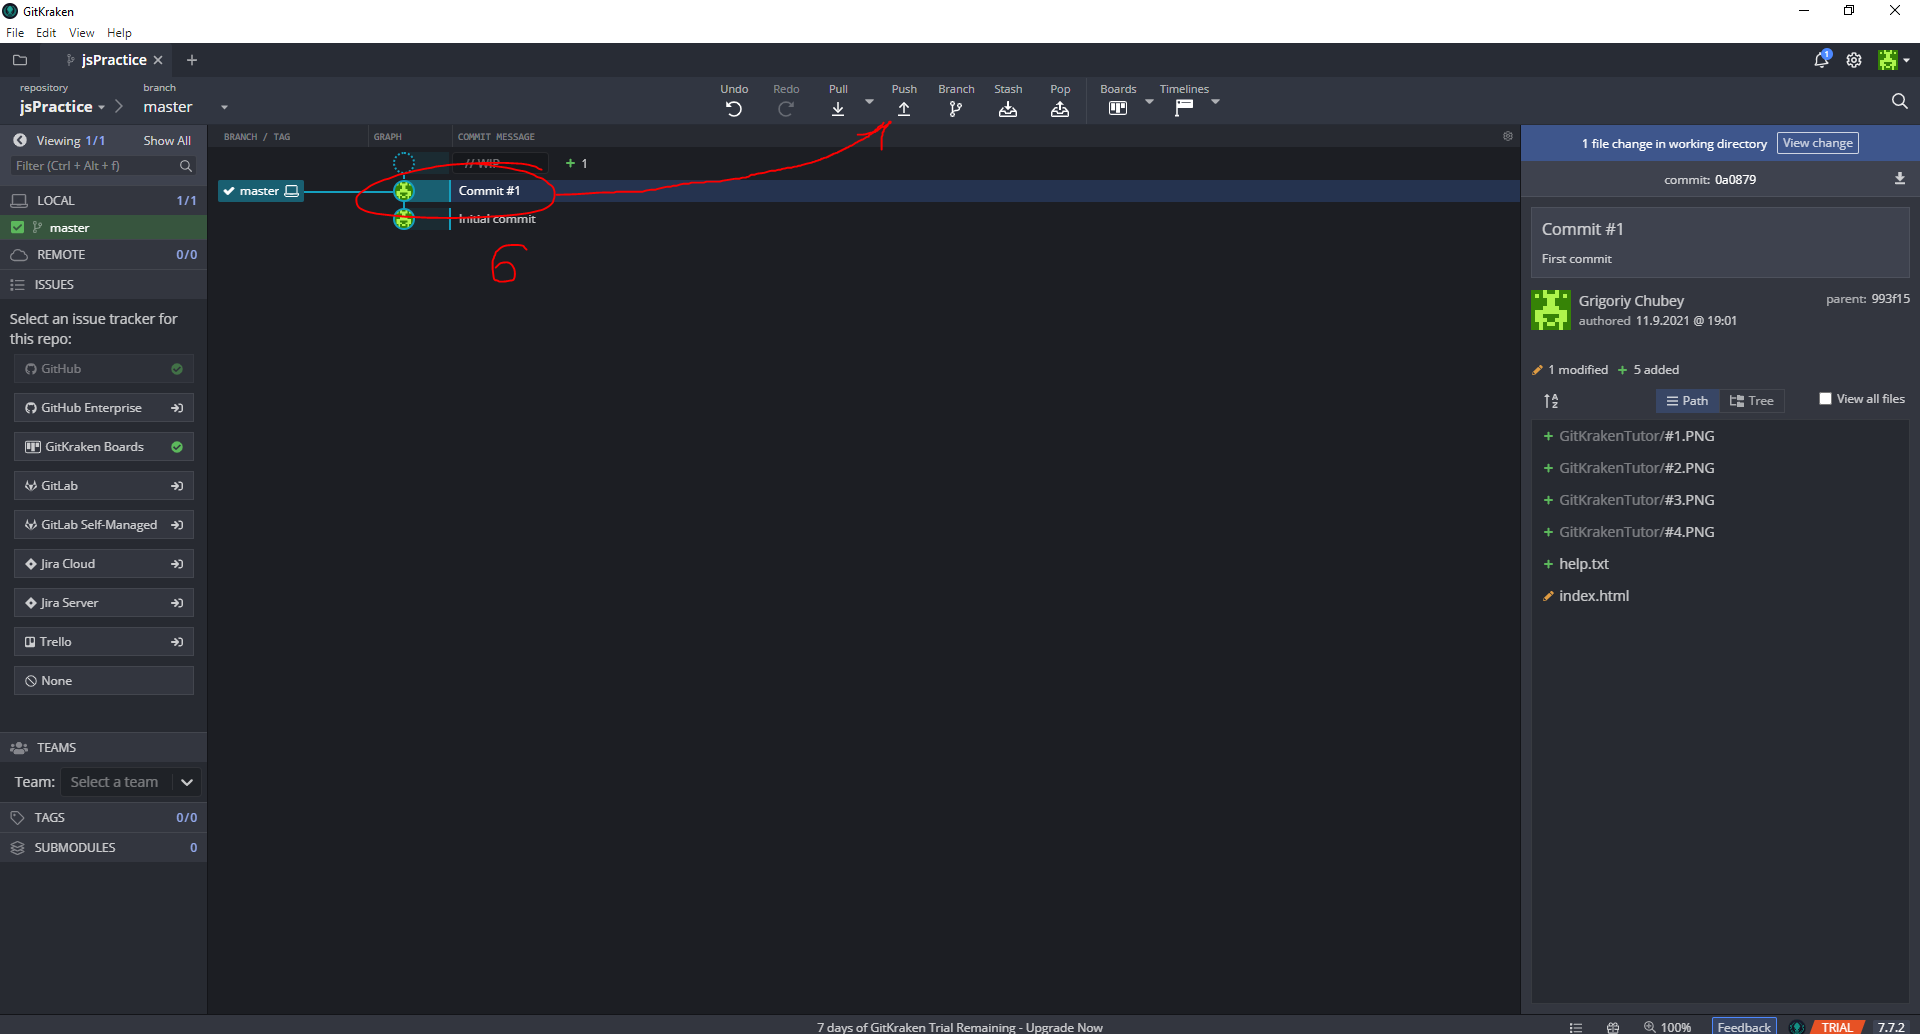 GitKraken
File Edit View Help
jsPractice
repository
jsPractice
branch
master
Undo
Redo
Pull
Push
Branch
Stash
Pop
Boards
Timelines
1
Viewing 1/1 Show All
Filter (Ctrl + Alt + f)
LOCAL 1/1
master
REMOTE 0/0
ISSUES
Select an issue tracker for
this repo:
GitHub
GitHub Enterprise
GitKraken Boards
GitLab
GitLab Self-Managed
Jira Cloud
Jira Server
Trello
None
TEAMS
Team: Select a team
TAGS 0/0
SUBMODULES 0
BRANCH / TAG GRAPH COMMIT MESSAGE
// WIP + 1
master Commit #1
Initial commit
6
1 file change in working directory View change
commit: 0a0879
Commit #1
First commit
Grigoriy Chubey parent: 993f15
authored 11.9.2021 @ 19:01
1 modified + 5 added
Path Tree View all files
+ GitKrakenTutor/#1.PNG
+ GitKrakenTutor/#2.PNG
+ GitKrakenTutor/#3.PNG
+ GitKrakenTutor/#4.PNG
+ help.txt
index.html
7 days of GitKraken Trial Remaining - Upgrade Now
100% Feedback TRIAL 7.7.2